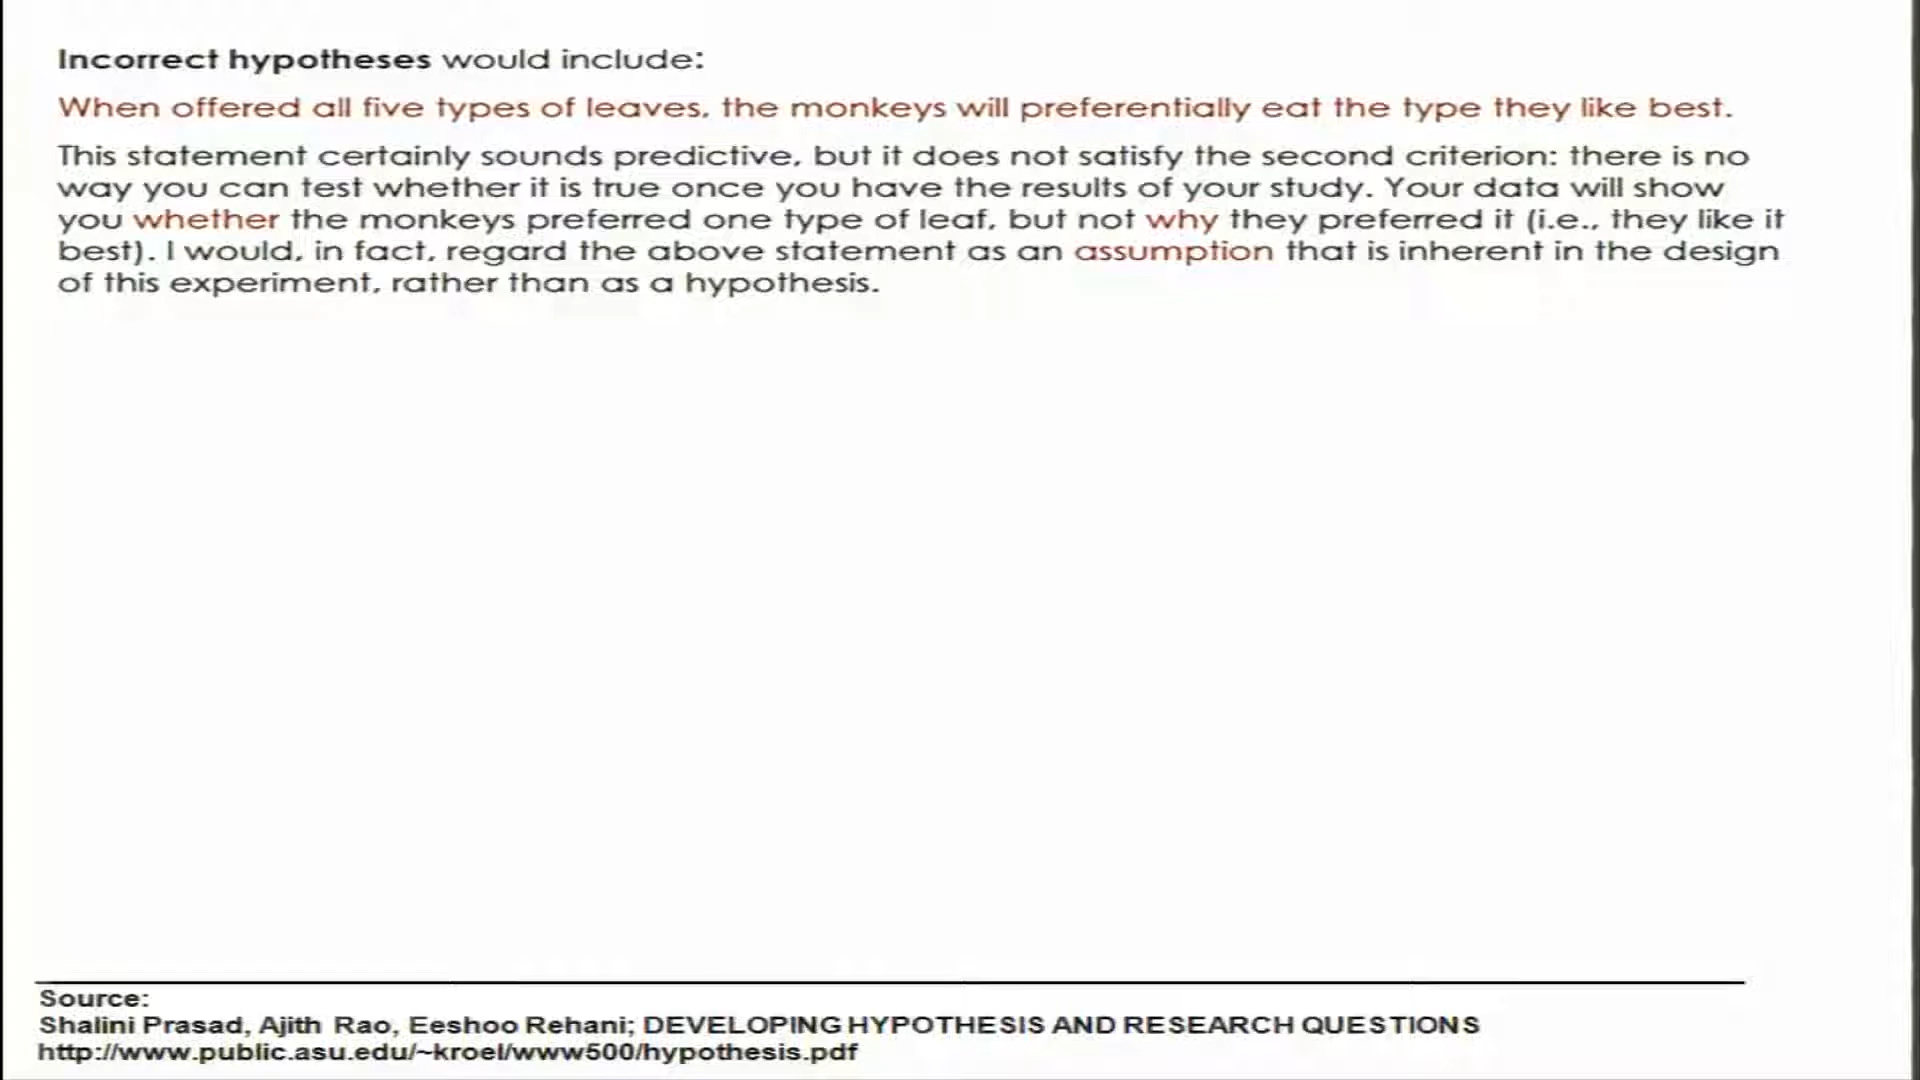 Incorrect hypotheses would include:
When offered all five types of leaves, the monkeys will preferentially eat the type they like best.
This statement certainly sounds predictive, but it does not satisfy the second criterion: there is no
way you can test whether it is true once you have the results of your study. Your data will show
you whether the monkeys preferred one type of leaf, but not why they preferred it (i.e., they like it
best). I would, in fact, regard the above statement as an assumption that is inherent in the design
of this experiment, rather than as a hypothesis.
Source:
Shalini Prasad, Ajith Rao, Eeshoo Rehani; DEVELOPING HYPOTHESIS AND RESEARCH QUESTIONS
http://www.public.asu.edu/~kroel/www500/hypothesis.pdf